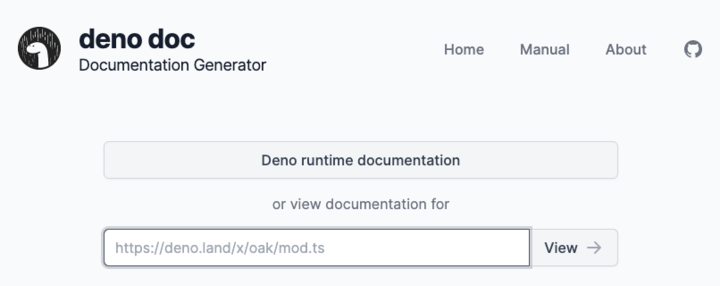 deno doc
Documentation Generator
Home Manual About
Deno runtime documentation
or view documentation for
https://deno.land/x/oak/mod.ts View →